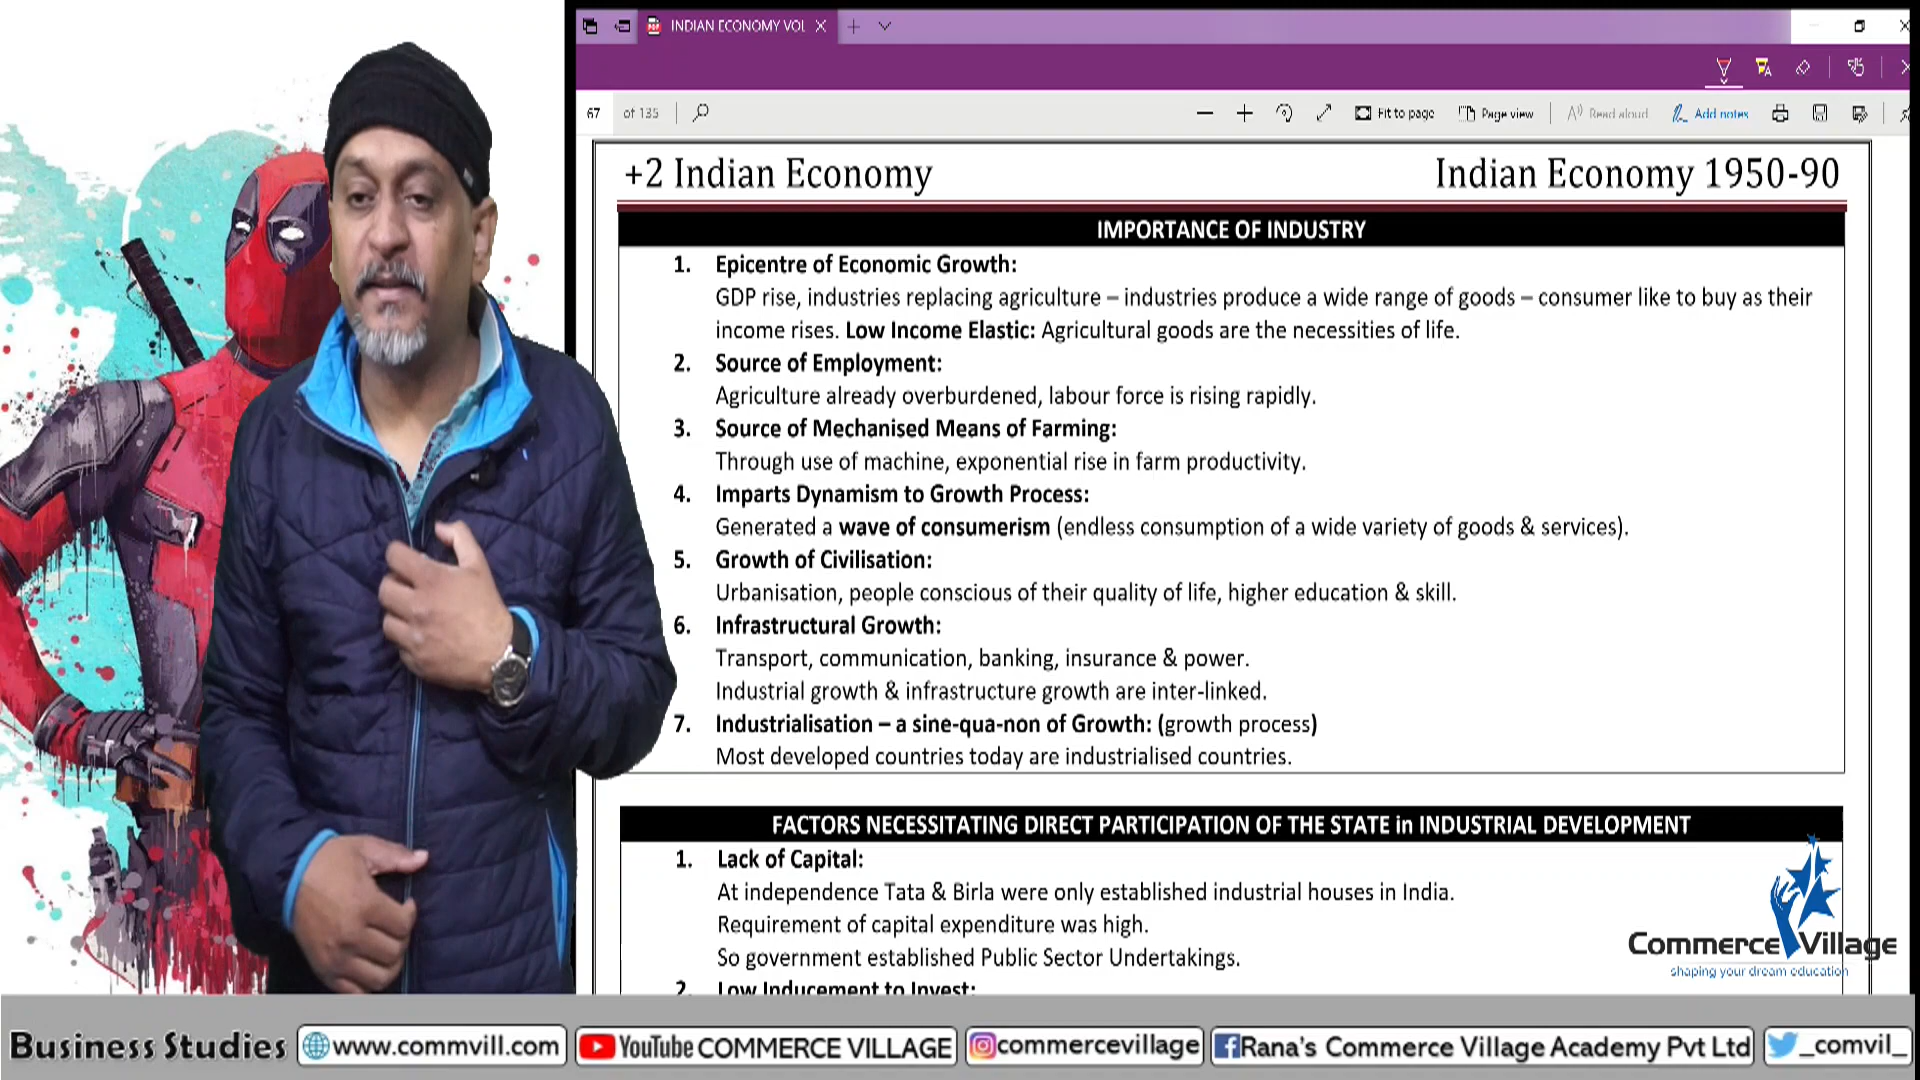 INDIAN ECONOMY VOL
67 of 135
Fit to page
Page view
Read aloud
Add notes
+2 Indian Economy
Indian Economy 1950-90
IMPORTANCE OF INDUSTRY
1. Epicentre of Economic Growth:
GDP rise, industries replacing agriculture – industries produce a wide range of goods – consumer like to buy as their
income rises. Low Income Elastic: Agricultural goods are the necessities of life.
2. Source of Employment:
Agriculture already overburdened, labour force is rising rapidly.
3. Source of Mechanised Means of Farming:
Through use of machine, exponential rise in farm productivity.
4. Imparts Dynamism to Growth Process:
Generated a wave of consumerism (endless consumption of a wide variety of goods & services).
5. Growth of Civilisation:
Urbanisation, people conscious of their quality of life, higher education & skill.
6. Infrastructural Growth:
Transport, communication, banking, insurance & power.
Industrial growth & infrastructure growth are inter-linked.
7. Industrialisation – a sine-qua-non of Growth: (growth process)
Most developed countries today are industrialised countries.
FACTORS NECESSITATING DIRECT PARTICIPATION OF THE STATE in INDUSTRIAL DEVELOPMENT
1. Lack of Capital:
At independence Tata & Birla were only established industrial houses in India.
Requirement of capital expenditure was high.
So government established Public Sector Undertakings.
2. Low Inducement to Invest:
Commerce Village
shaping your dream education
Business Studies
www.commvill.com
YouTube COMMERCE VILLAGE
commercevillage
Rana's Commerce Village Academy Pvt Ltd
_comvil_